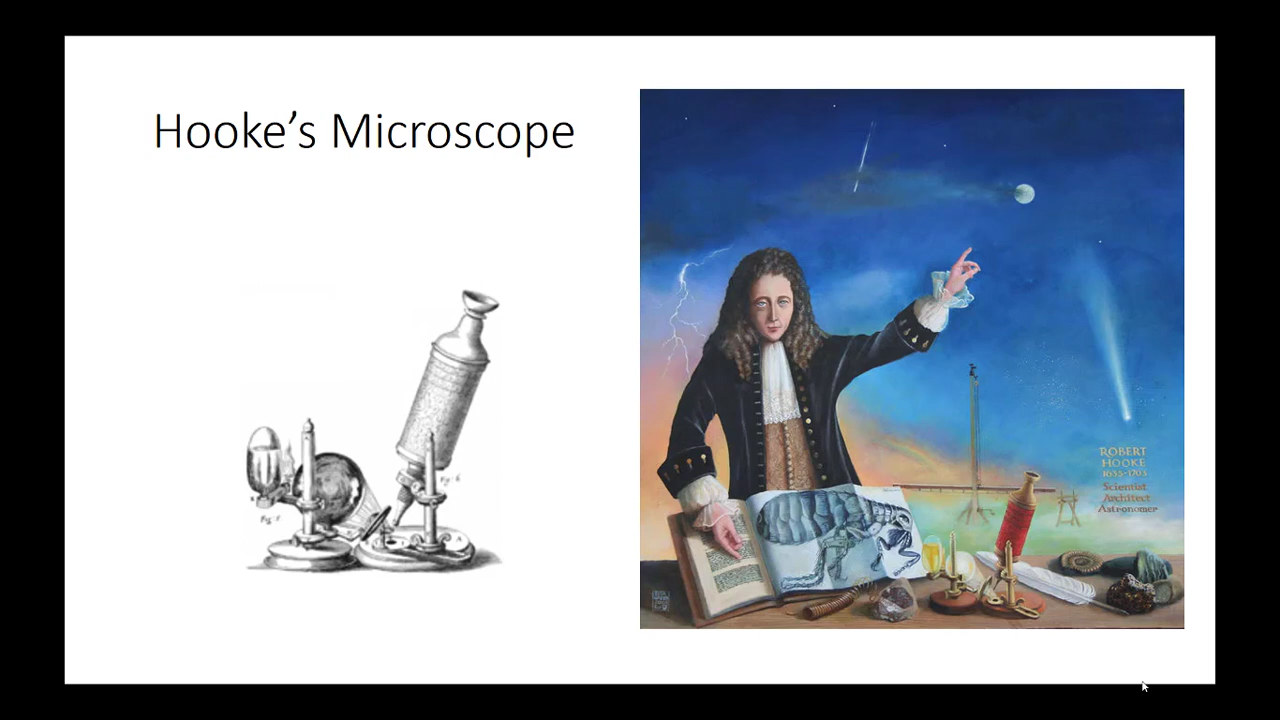 Hooke's Microscope
ROBERT
HOOKE
1635-1703
Scientist
Architect
Astronomer